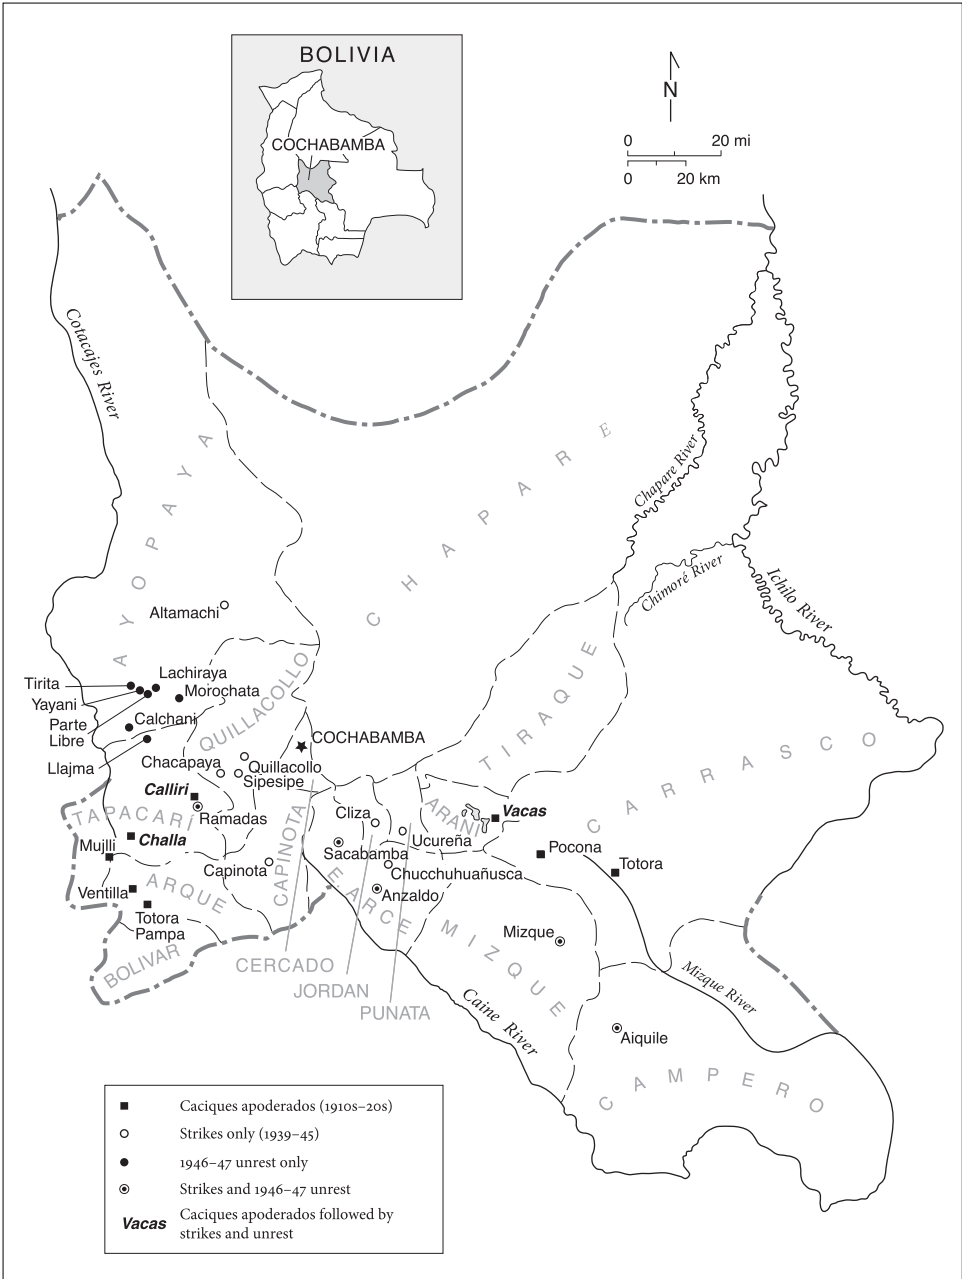 BOLIVIA
COCHABAMBA
N
0 20 mi
0 20 km
Cotacajes River
AYOPAYA
CHAPARE
Chapare River
Chimoré River
Ichilo River
Altamachi
Tirita
Yayani
Parte
Libre
Llajma
Lachiraya
Morochata
Calchani
QUILLACOLLO
COCHABAMBA
TIRAQUE
CARRASCO
Chacapaya
Quillacollo
Sipesipe
Calliri
Ramadas
TAPACARÍ
Challa
Mujlli
Capinota
CAPINOTA
Ventilla
ARQUE
Totora
Pampa
BOLIVAR
Cliza
ARANI
Vacas
Ucureña
Sacabamba
Chucchuhuañusca
Anzaldo
Pocona
Totora
E. ARCE
MIZQUE
Mizque
CERCADO
JORDAN
PUNATA
Caine River
Mizque River
Aiquile
CAMPERO
Caciques apoderados (1910s–20s)
Strikes only (1939–45)
1946–47 unrest only
Strikes and 1946–47 unrest
Vacas Caciques apoderados followed by
strikes and unrest